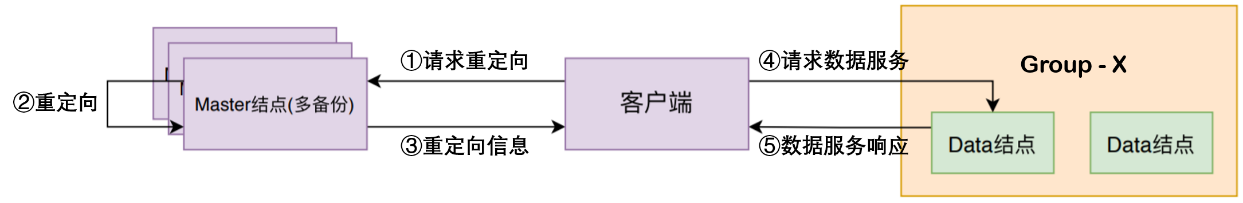 ①请求重定向
④请求数据服务
Group - X
②重定向
Master结点(多备份)
客户端
③重定向信息
⑤数据服务响应
Data结点
Data结点